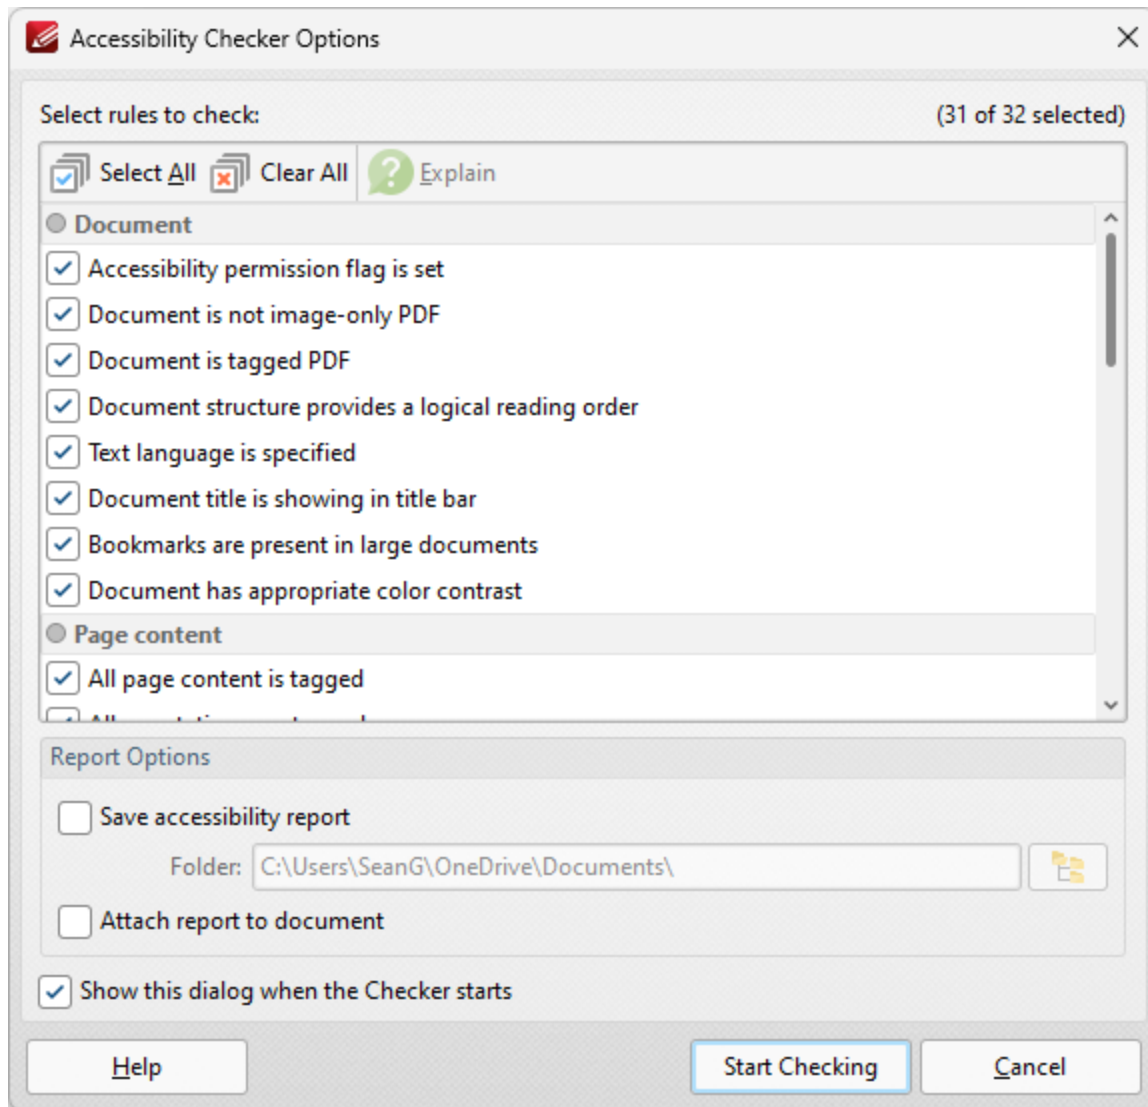 Accessibility Checker Options
Select rules to check: (31 of 32 selected)
Select All Clear All Explain
Document
Accessibility permission flag is set
Document is not image-only PDF
Document is tagged PDF
Document structure provides a logical reading order
Text language is specified
Document title is showing in title bar
Bookmarks are present in large documents
Document has appropriate color contrast
Page content
All page content is tagged
Report Options
Save accessibility report
Folder: C:\Users\SeanG\OneDrive\Documents\
Attach report to document
Show this dialog when the Checker starts
Help Start Checking Cancel